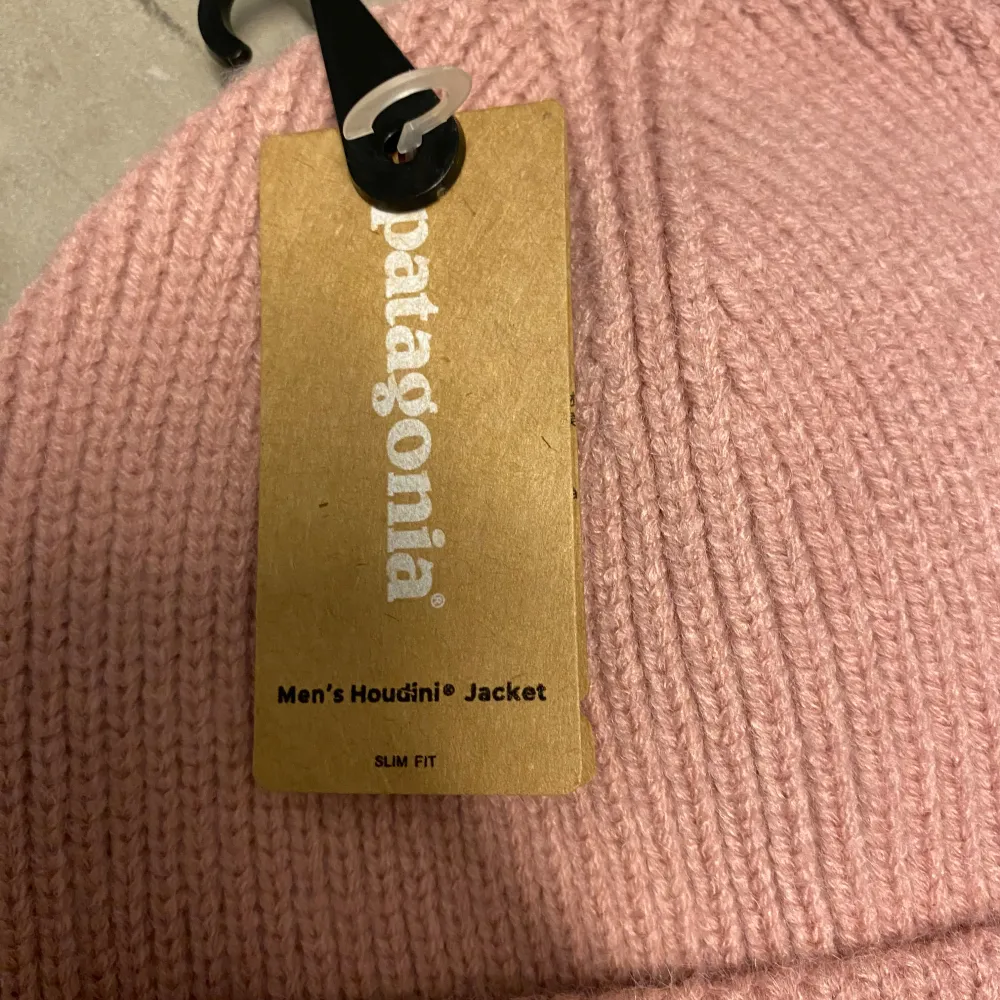 patagonia®
Men's Houdini® Jacket
SLIM FIT